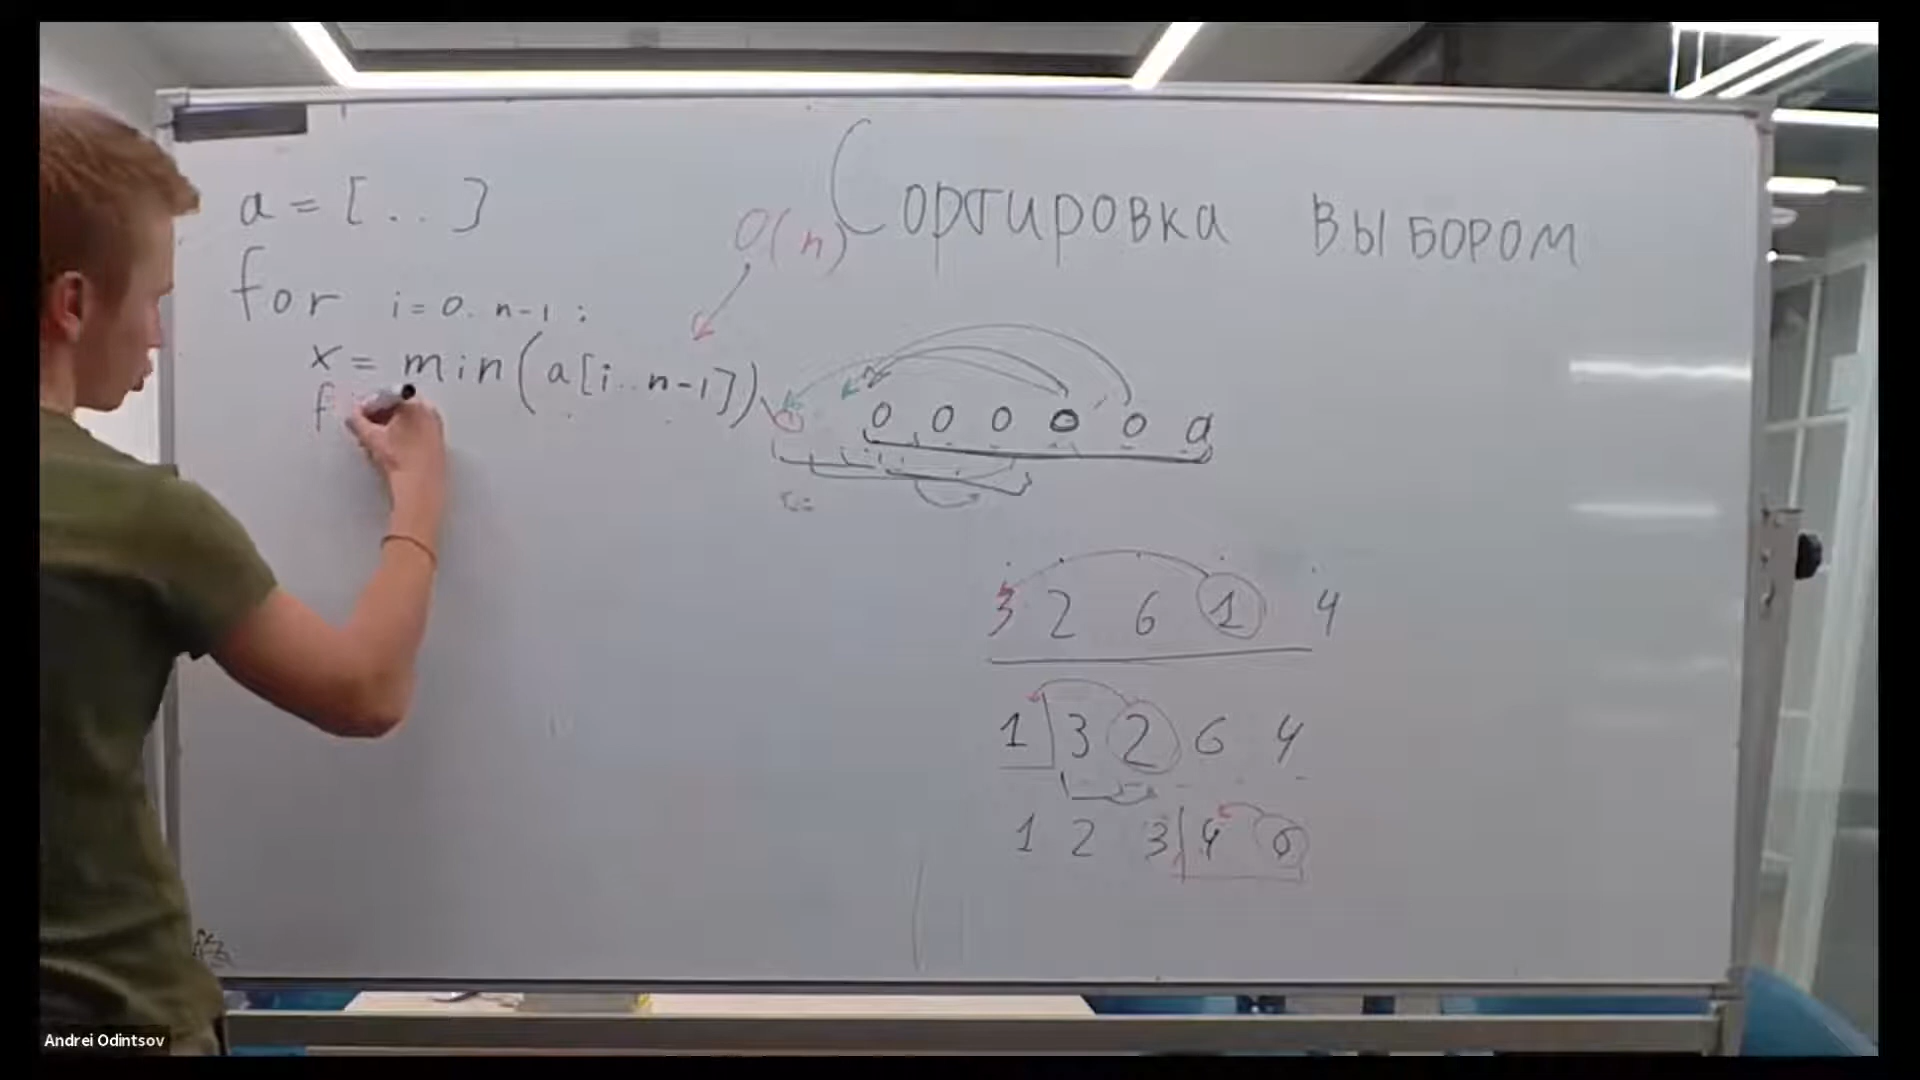 Сортировка выбором
a = [ . . ]
O(n)
for i = 0.. n-1 :
x = min(a[i..n-1])
f
0 0 0 0 0 a
3 2 6 1 4
1 3 2 6 4
1 2 3 4 6
Andrei Odintsov